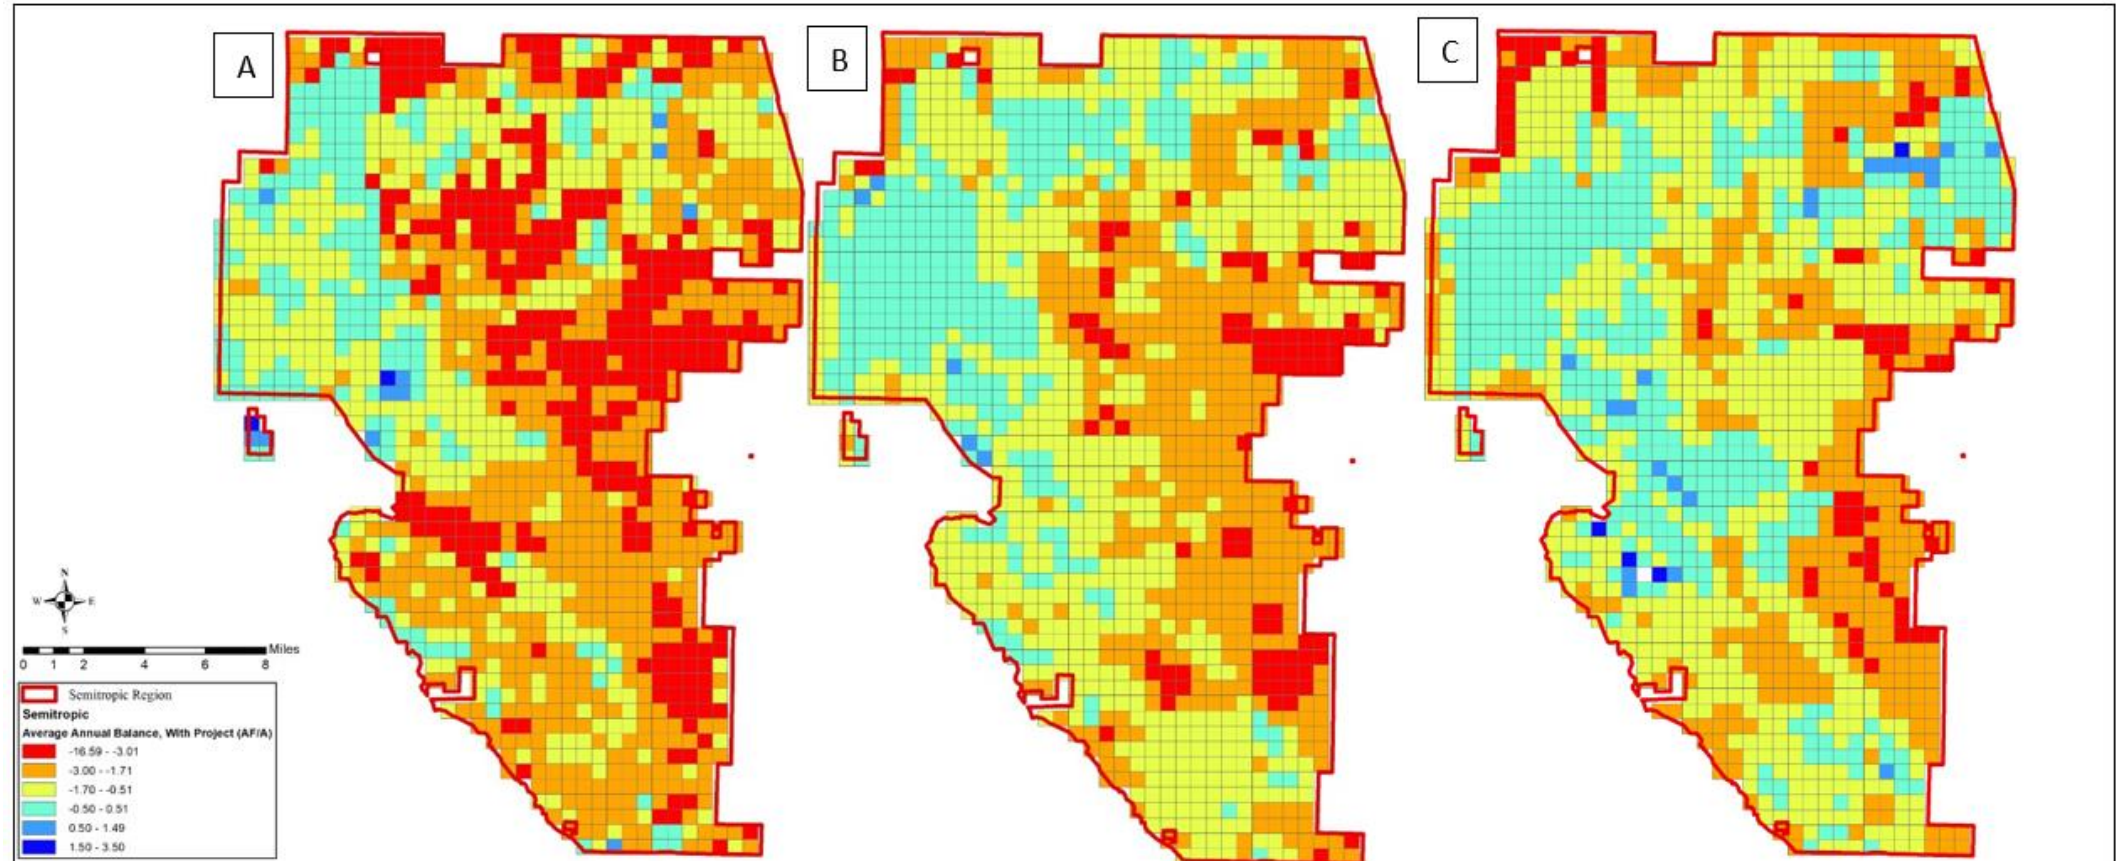 A
B
C
N
W E
S
Miles
0 1 2 4 6 8
Semitropic Region
Semitropic
Average Annual Balance, With Project (AF/A)
-16.59 - -3.01
-3.00 - -1.71
-1.70 - -0.51
-0.50 - 0.51
0.50 - 1.49
1.50 - 3.50